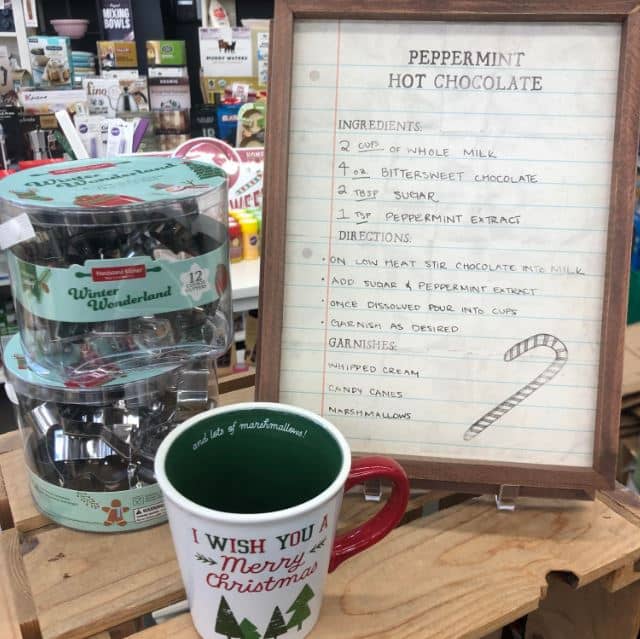 MIXING
BOWLS
Winter Wonderland
Winter
Wonderland
12
PEPPERMINT
HOT CHOCOLATE
INGREDIENTS:
2 CUPS OF WHOLE MILK
4 OZ BITTERSWEET CHOCOLATE
2 TBSP SUGAR
1 TSP PEPPERMINT EXTRACT
DIRECTIONS:
· ON LOW HEAT STIR CHOCOLATE INTO MILK
· ADD SUGAR & PEPPERMINT EXTRACT
· ONCE DISSOLVED POUR INTO CUPS
· GARNISH AS DESIRED
GARNISHES:
WHIPPED CREAM
CANDY CANES
MARSHMALLOWS
and lots of marshmallows!
I WISH YOU A
Merry
Christmas